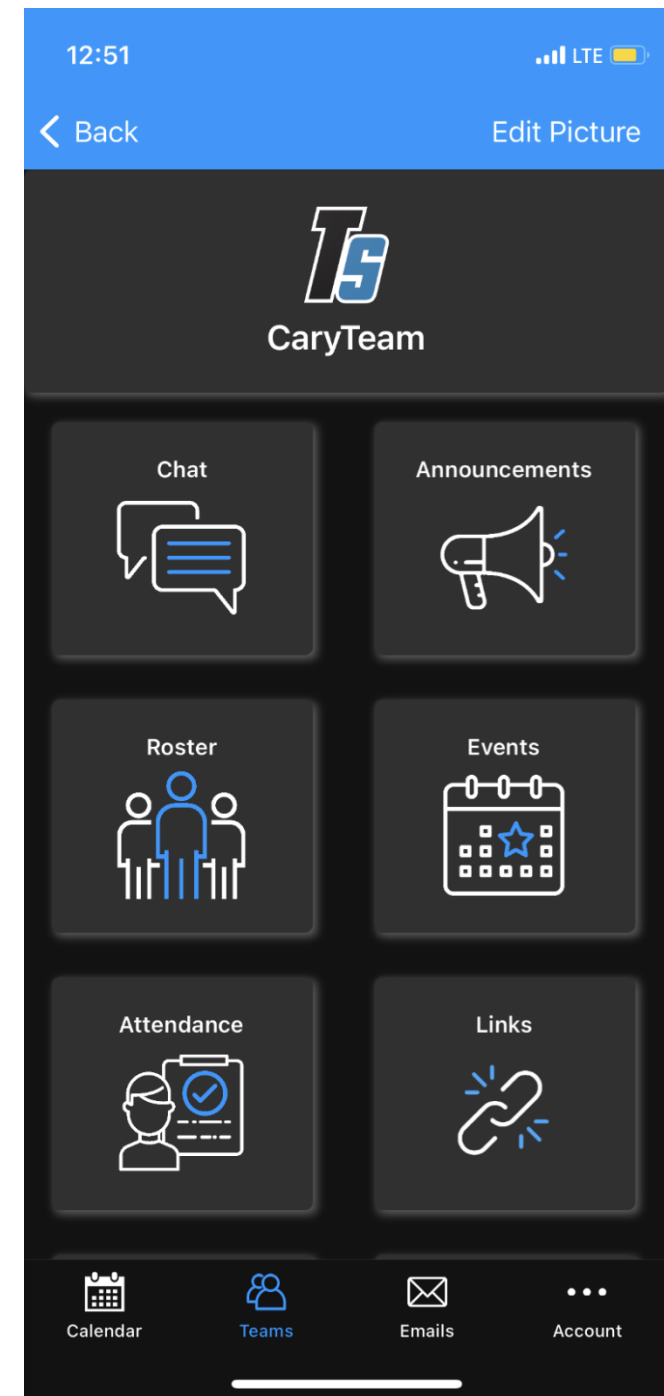 12:51 LTE
Back Edit Picture
TS
CaryTeam
Chat Announcements
Roster Events
Attendance Links
Calendar Teams Emails Account